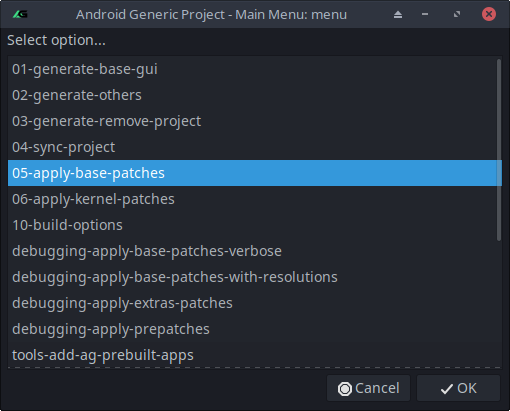 Android Generic Project - Main Menu: menu
Select option...
01-generate-base-gui
02-generate-others
03-generate-remove-project
04-sync-project
05-apply-base-patches
06-apply-kernel-patches
10-build-options
debugging-apply-base-patches-verbose
debugging-apply-base-patches-with-resolutions
debugging-apply-extras-patches
debugging-apply-prepatches
tools-add-ag-prebuilt-apps
Cancel OK